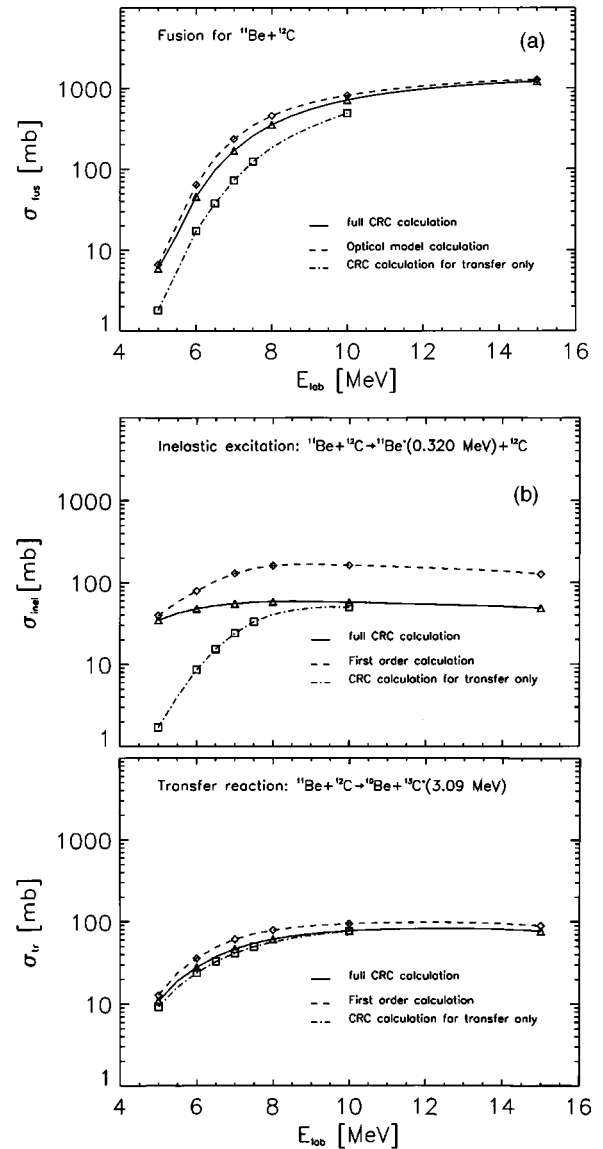 Fusion for ¹¹Be+¹²C
(a)
1000
100
10
1
σ fus [mb]
full CRC calculation
Optical model calculation
CRC calculation for transfer only
4 6 8 10 12 14 16
E lab [MeV]
Inelastic excitation: ¹¹Be+¹²C→¹¹Be*(0.320 MeV)+¹²C
(b)
1000
100
10
1
σ inel [mb]
full CRC calculation
First order calculation
CRC calculation for transfer only
Transfer reaction: ¹¹Be+¹²C→¹⁰Be+¹³C*(3.09 MeV)
1000
100
10
1
σ tr [mb]
full CRC calculation
First order calculation
CRC calculation for transfer only
4 6 8 10 12 14 16
E lab [MeV]